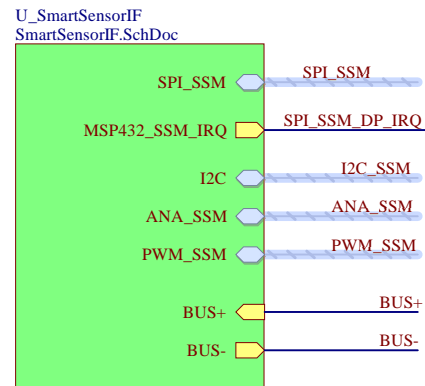 U_SmartSensorIF
SmartSensorIF.SchDoc
SPI_SSM SPI_SSM
MSP432_SSM_IRQ SPI_SSM_DP_IRQ
I2C I2C_SSM
ANA_SSM ANA_SSM
PWM_SSM PWM_SSM
BUS+ BUS+
BUS- BUS-